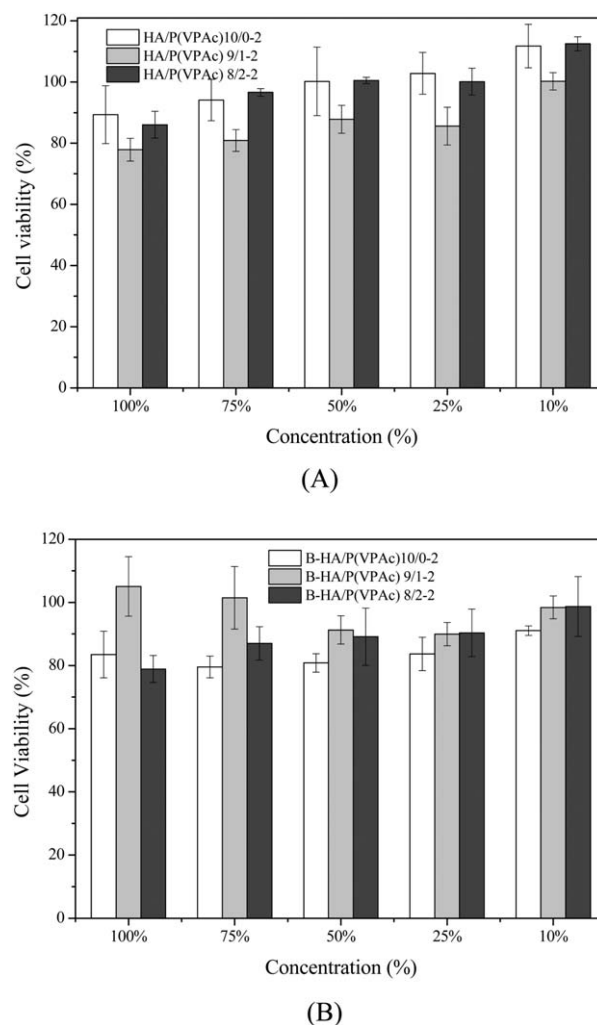 120
HA/P(VPAc)10/0-2
HA/P(VPAc) 9/1-2
100
HA/P(VPAc) 8/2-2
80
60
40
20
0
Cell viability (%)
100% 75% 50% 25% 10%
Concentration (%)
(A)
120
B-HA/P(VPAc)10/0-2
B-HA/P(VPAc) 9/1-2
100
B-HA/P(VPAc) 8/2-2
80
60
40
20
0
Cell Viability (%)
100% 75% 50% 25% 10%
Concentration (%)
(B)